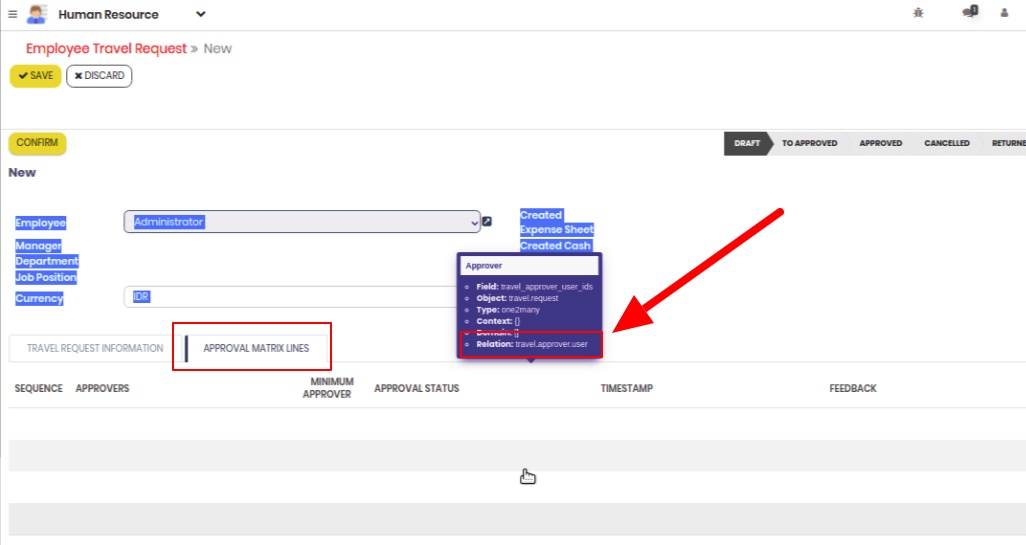 Human Resource
1
Employee Travel Request » New
SAVE
DISCARD
CONFIRM
DRAFT TO APPROVED APPROVED CANCELLED RETURNE
New
Employee Administrator
Created
Expense Sheet
Manager
Created Cash
Department
Job Position
Currency IDR
Approver
Field: travel_approver_user_ids
Object: travel.request
Type: one2many
Context: {}
Domain: []
Relation: travel.approver.user
TRAVEL REQUEST INFORMATION APPROVAL MATRIX LINES
SEQUENCE APPROVERS MINIMUM APPROVER APPROVAL STATUS TIMESTAMP FEEDBACK